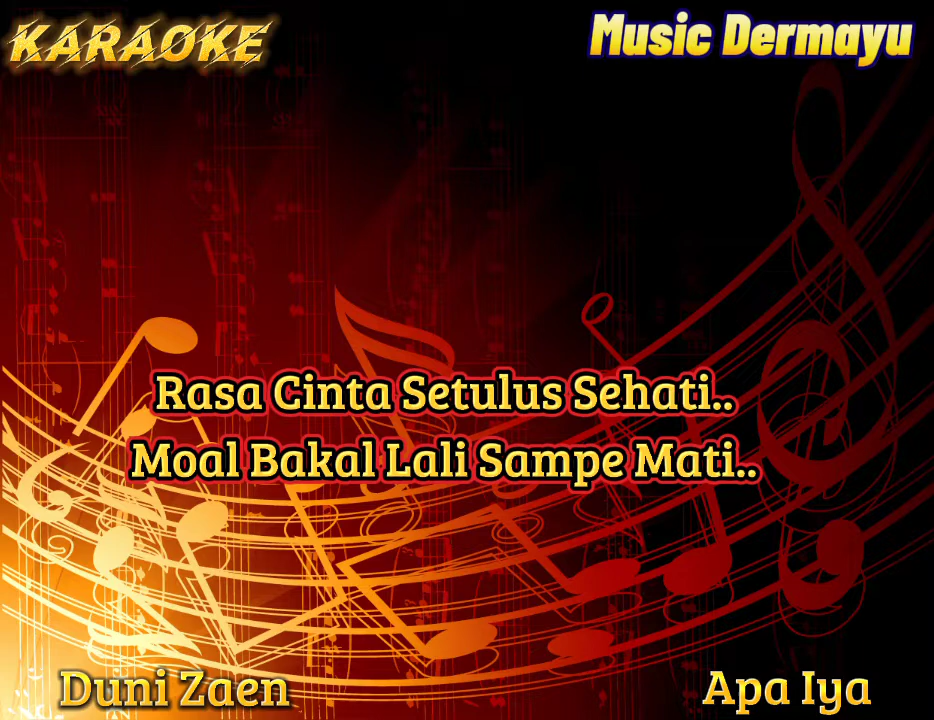 KARAOKE
Music Dermayu
Rasa Cinta Setulus Sehati..
Moal Bakal Lali Sampe Mati..
Duni Zaen
Apa Iya